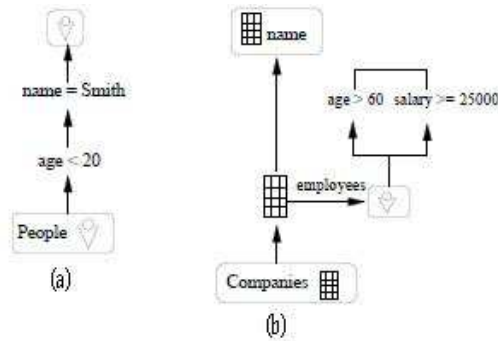 name = Smith
age < 20
People
(a)
name
age > 60 salary >= 25000
employees
Companies
(b)